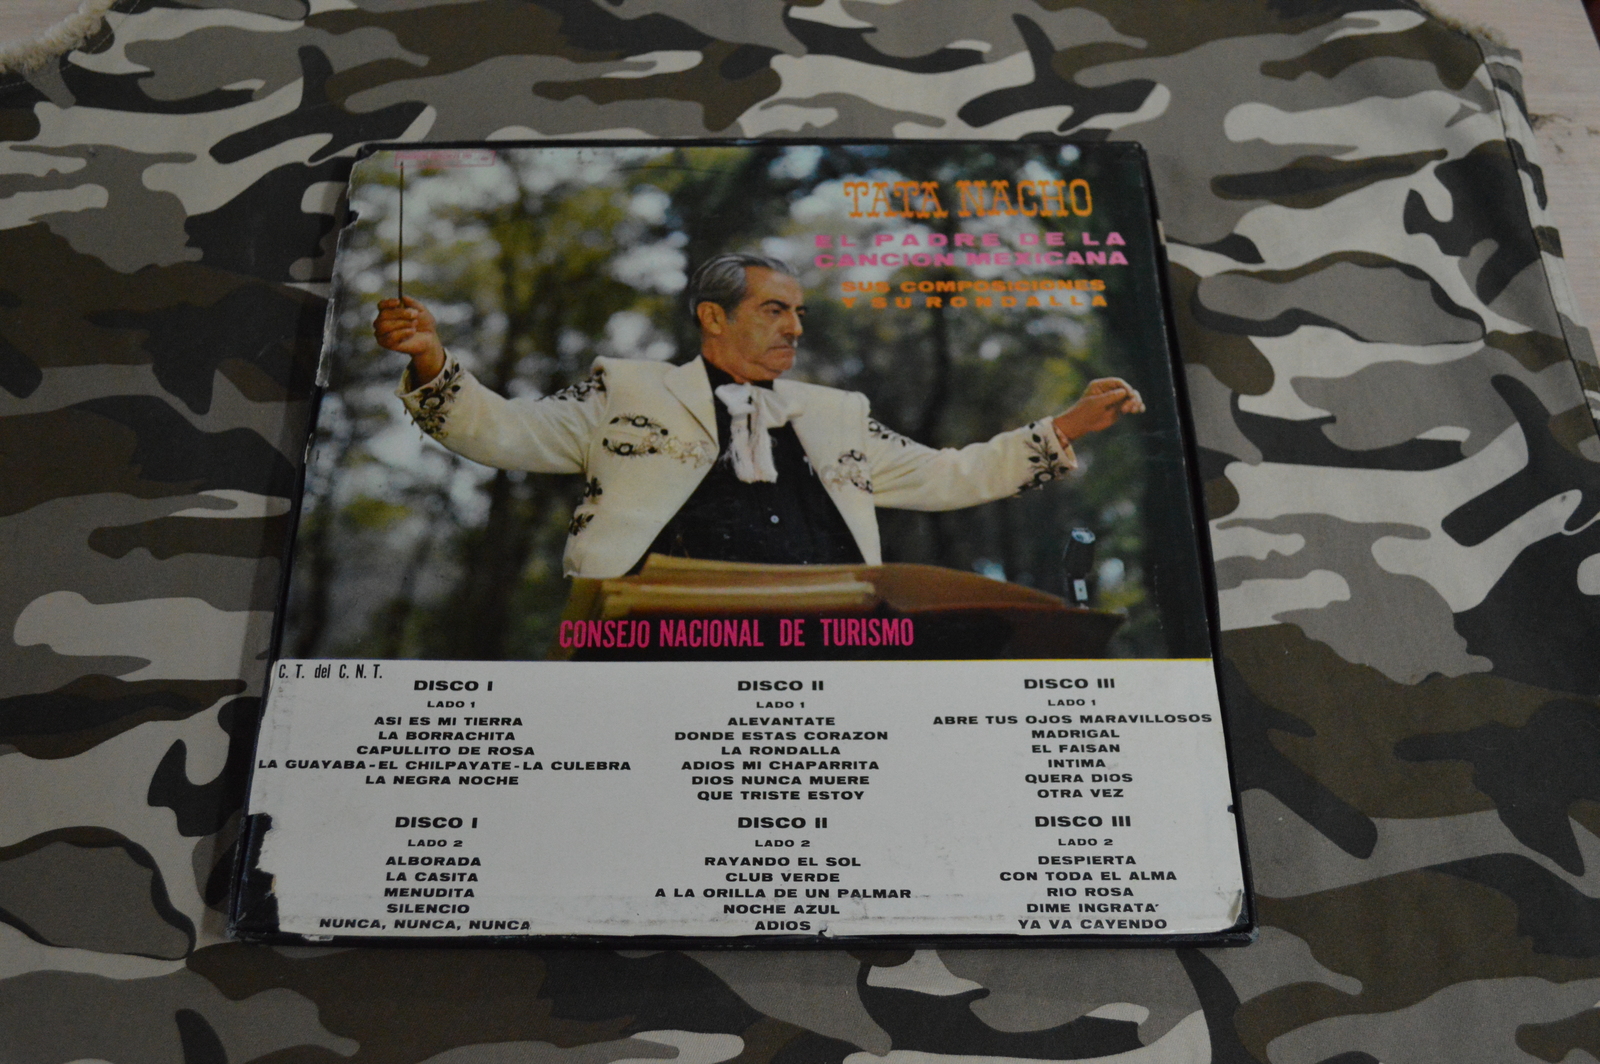 TATA NACHO
EL PADRE DE LA
CANCION MEXICANA
SUS COMPOSICIONES
Y SU RONDALLA
CONSEJO NACIONAL DE TURISMO
C. T. del C. N. T.
DISCO I
LADO 1
ASI ES MI TIERRA
LA BORRACHITA
CAPULLITO DE ROSA
LA GUAYABA-EL CHILPAYATE-LA CULEBRA
LA NEGRA NOCHE
DISCO II
LADO 1
ALEVANTATE
DONDE ESTAS CORAZON
LA RONDALLA
ADIOS MI CHAPARRITA
DIOS NUNCA MUERE
QUE TRISTE ESTOY
DISCO III
LADO 1
ABRE TUS OJOS MARAVILLOSOS
MADRIGAL
EL FAISAN
INTIMA
QUERA DIOS
OTRA VEZ
DISCO I
LADO 2
ALBORADA
LA CASITA
MENUDITA
SILENCIO
NUNCA, NUNCA, NUNCA
DISCO II
LADO 2
RAYANDO EL SOL
CLUB VERDE
A LA ORILLA DE UN PALMAR
NOCHE AZUL
ADIOS
DISCO III
LADO 2
DESPIERTA
CON TODA EL ALMA
RIO ROSA
DIME INGRATA'
YA VA CAYENDO